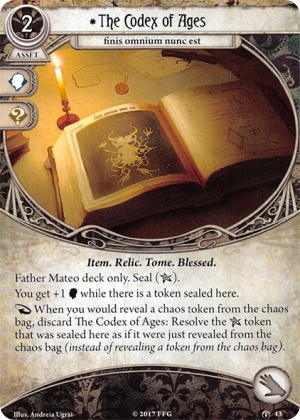 2
The Codex of Ages
ASSET
finis omnium nunc est
Item. Relic. Tome. Blessed.
Father Mateo deck only. Seal ( ).
You get +1 while there is a token sealed here.
When you would reveal a chaos token from the chaos
bag, discard The Codex of Ages: Resolve the token
that was sealed here as if it were just revealed from the
chaos bag (instead of revealing a token from the chaos bag).
Illus. Andreia Ugrai
© 2017 FFG
13